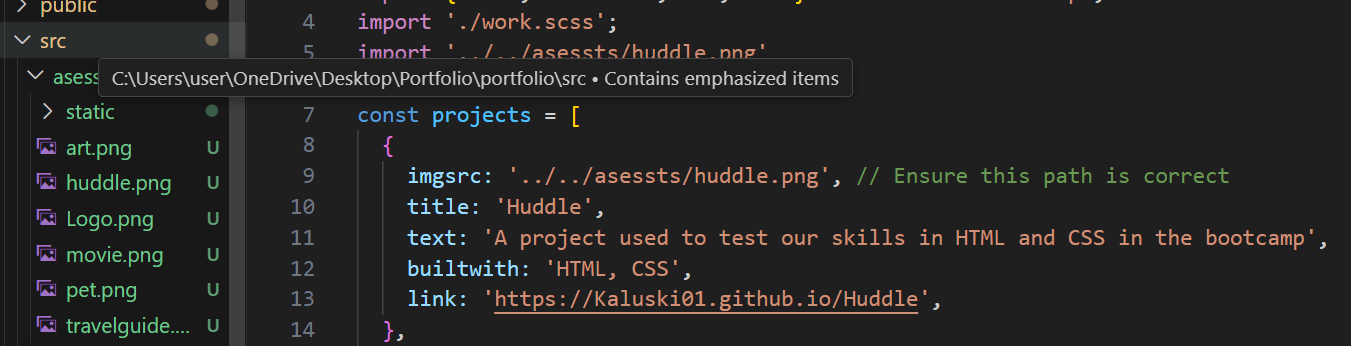 public
src
asess
static
art.png
huddle.png
Logo.png
movie.png
pet.png
travelguide....
U
U
U
U
U
U
C:\Users\user\OneDrive\Desktop\Portfolio\portfolio\src • Contains emphasized items
4 import './work.scss';
5 import '../../asessts/huddle.png'
7 const projects = [
8 {
9 imgsrc: '../../asessts/huddle.png', // Ensure this path is correct
10 title: 'Huddle',
11 text: 'A project used to test our skills in HTML and CSS in the bootcamp',
12 builtwith: 'HTML, CSS',
13 link: 'https://Kaluski01.github.io/Huddle',
14 },